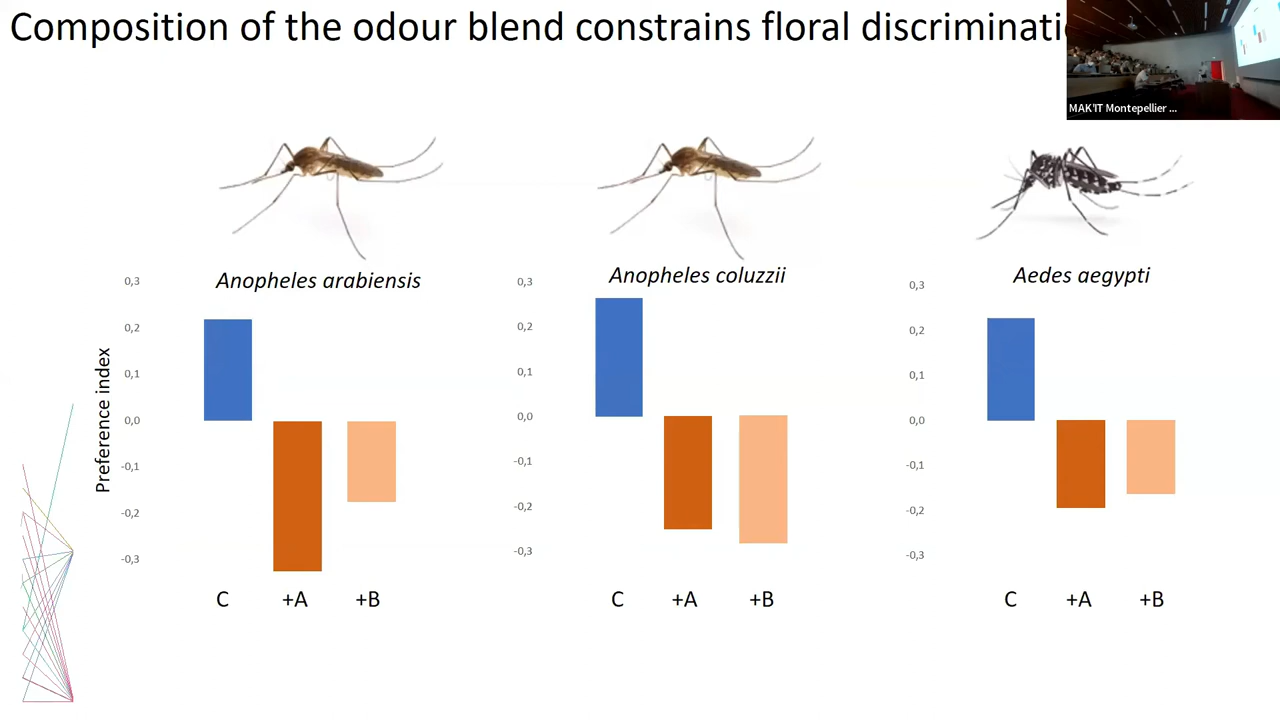 Composition of the odour blend constrains floral
MAK'IT Montepellier ...
Anopheles arabiensis
Anopheles coluzzii
Aedes aegypti
Preference index
0,3
0,2
0,1
0,0
-0,1
-0,2
-0,3
0,3
0,2
0,1
0,0
-0,1
-0,2
-0,3
0,3
0,2
0,1
0,0
-0,1
-0,2
-0,3
C +A +B
C +A +B
C +A +B